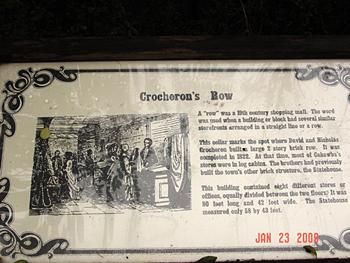 Crocheron's Row
A "row" was a 19th century shopping mall. The word
was used when a building or block had several similar
storefronts arranged in a straight line or a row.
This cellar marks the spot where David and Nicholas
Crocheron built a large 2 story brick row. It was
completed in 1822. At that time, most of Cahawba's
stores were in log cabins. The brothers had previously
built the town's other brick structure, the Statehouse.
This building contained eight different stores or
offices, equally divided between the two floors. It was
80 feet long and 42 feet wide. The Statehouse
measured only 58 by 43 feet.
JAN 23 2008